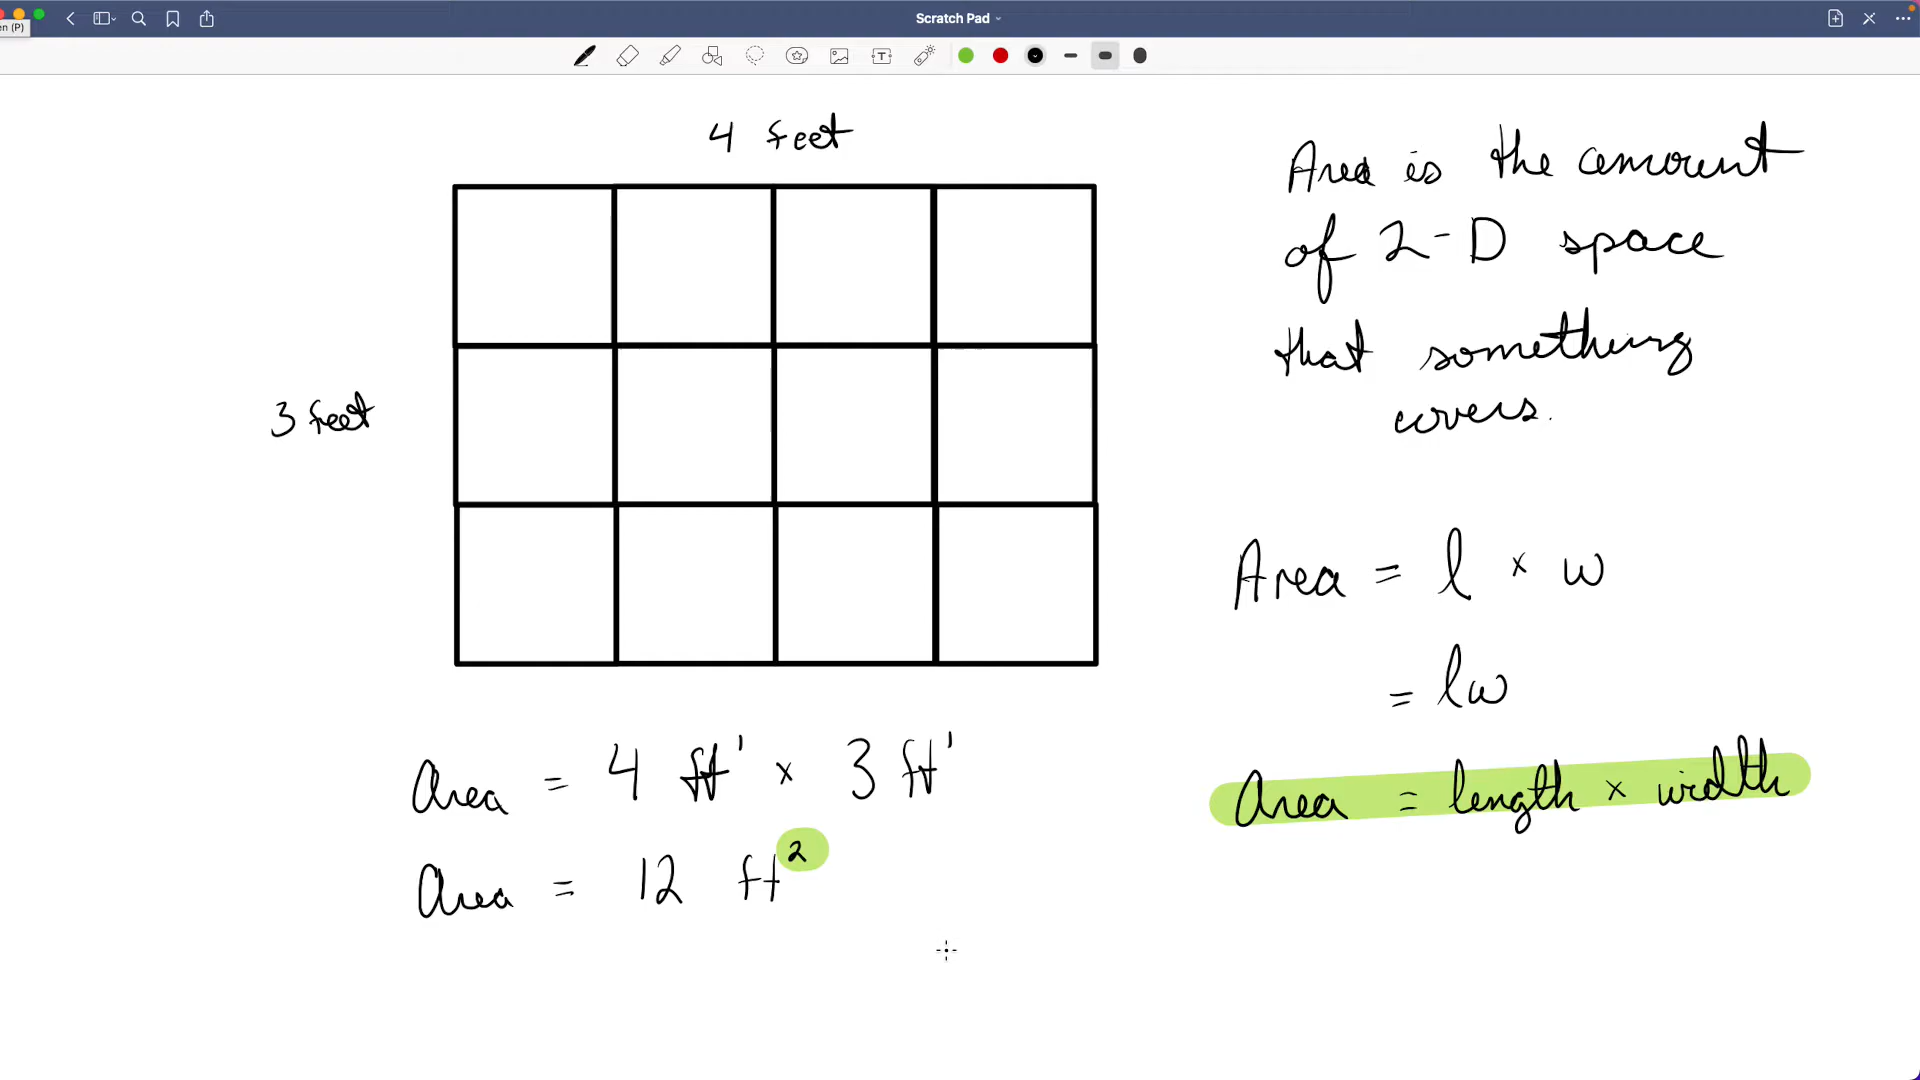 Scratch Pad
en (P)
4 feet
3 feet
Area is the amount
of 2-D space
that something
covers.
Area = l × w
= lw
Area = length × width
Area = 4 ft¹ × 3 ft¹
Area = 12 ft²